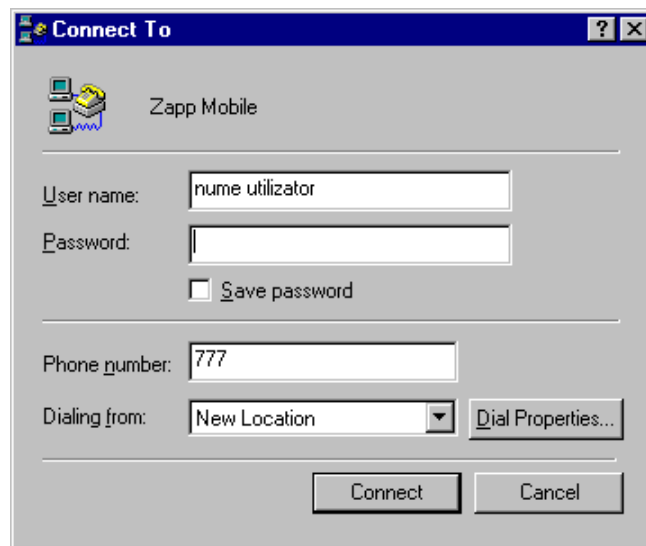 Connect To
Zapp Mobile
User name: nume utilizator
Password:
Save password
Phone number: 777
Dialing from: New Location Dial Properties...
Connect Cancel